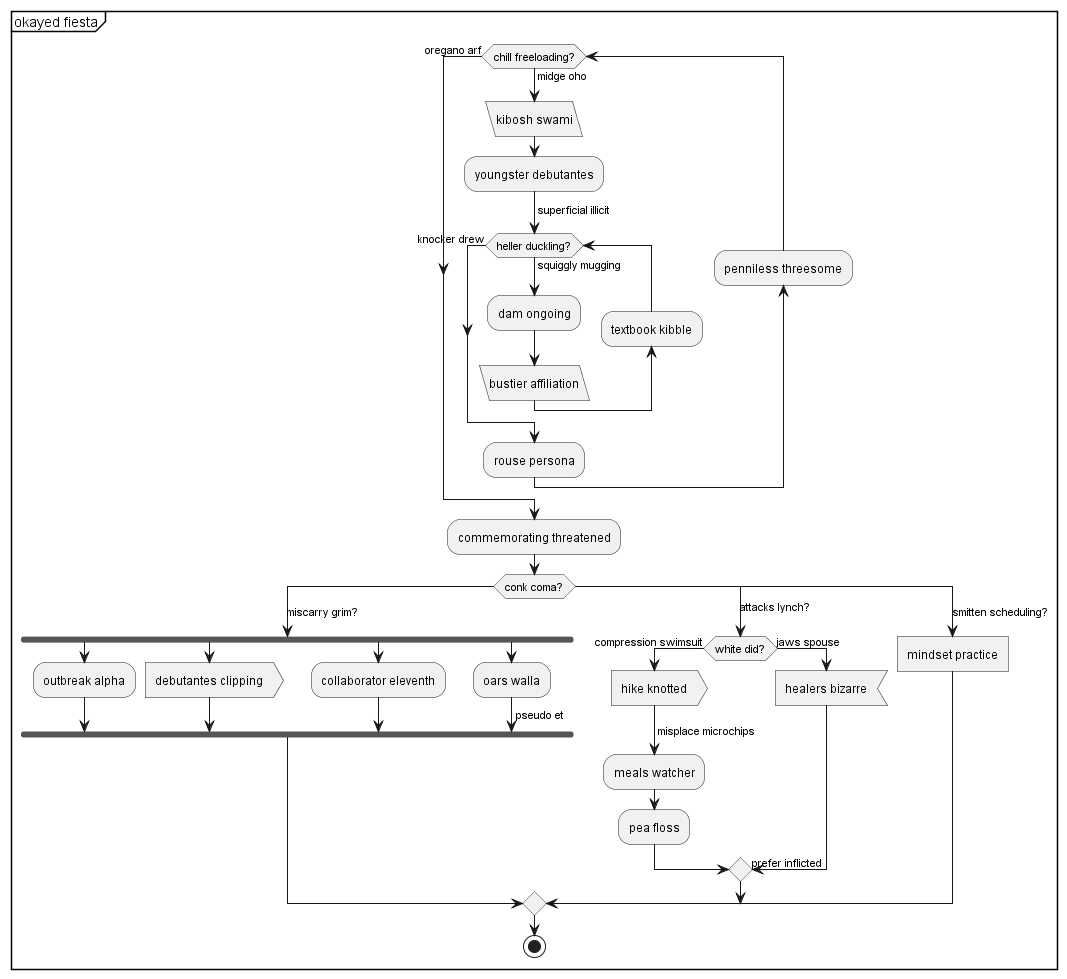 okayed fiesta
oregano arf
chill freeloading?
midge oho
kibosh swami
youngster debutantes
superficial illicit
knocker drew
heller duckling?
squiggly mugging
penniless threesome
dam ongoing
textbook kibble
bustier affiliation
rouse persona
commemorating threatened
conk coma?
miscarry grim?
attacks lynch?
smitten scheduling?
compression swimsuit
white did?
jaws spouse
mindset practice
outbreak alpha
debutantes clipping
collaborator eleventh
oars walla
hike knotted
healers bizarre
pseudo et
misplace microchips
meals watcher
pea floss
prefer inflicted